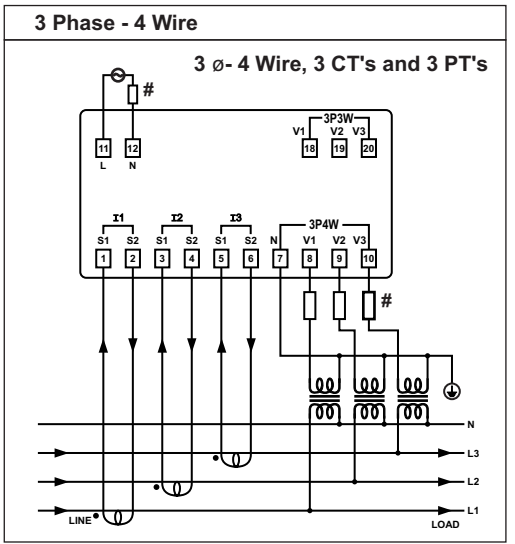 3 Phase - 4 Wire
3 ø- 4 Wire, 3 CT's and 3 PT's
#
3P3W
V1 V2 V3
11 12 18 19 20
L N
I1 I2 I3 3P4W
S1 S2 S1 S2 S1 S2 N V1 V2 V3
1 2 3 4 5 6 7 8 9 10
#
N
L3
L2
LINE L1
LOAD